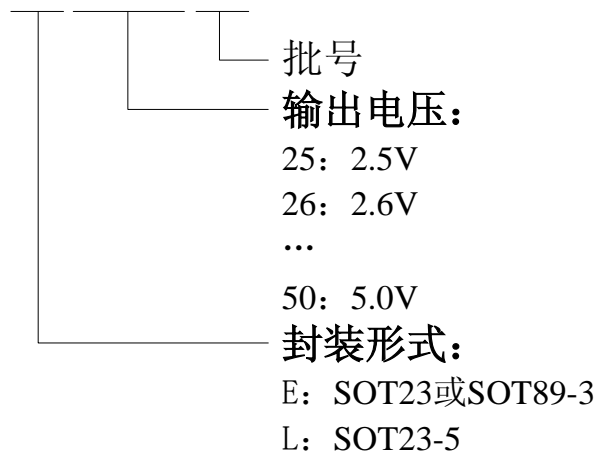 批号
输出电压：
25：2.5V
26：2.6V
…
50：5.0V
封装形式：
E：SOT23或SOT89-3
L：SOT23-5